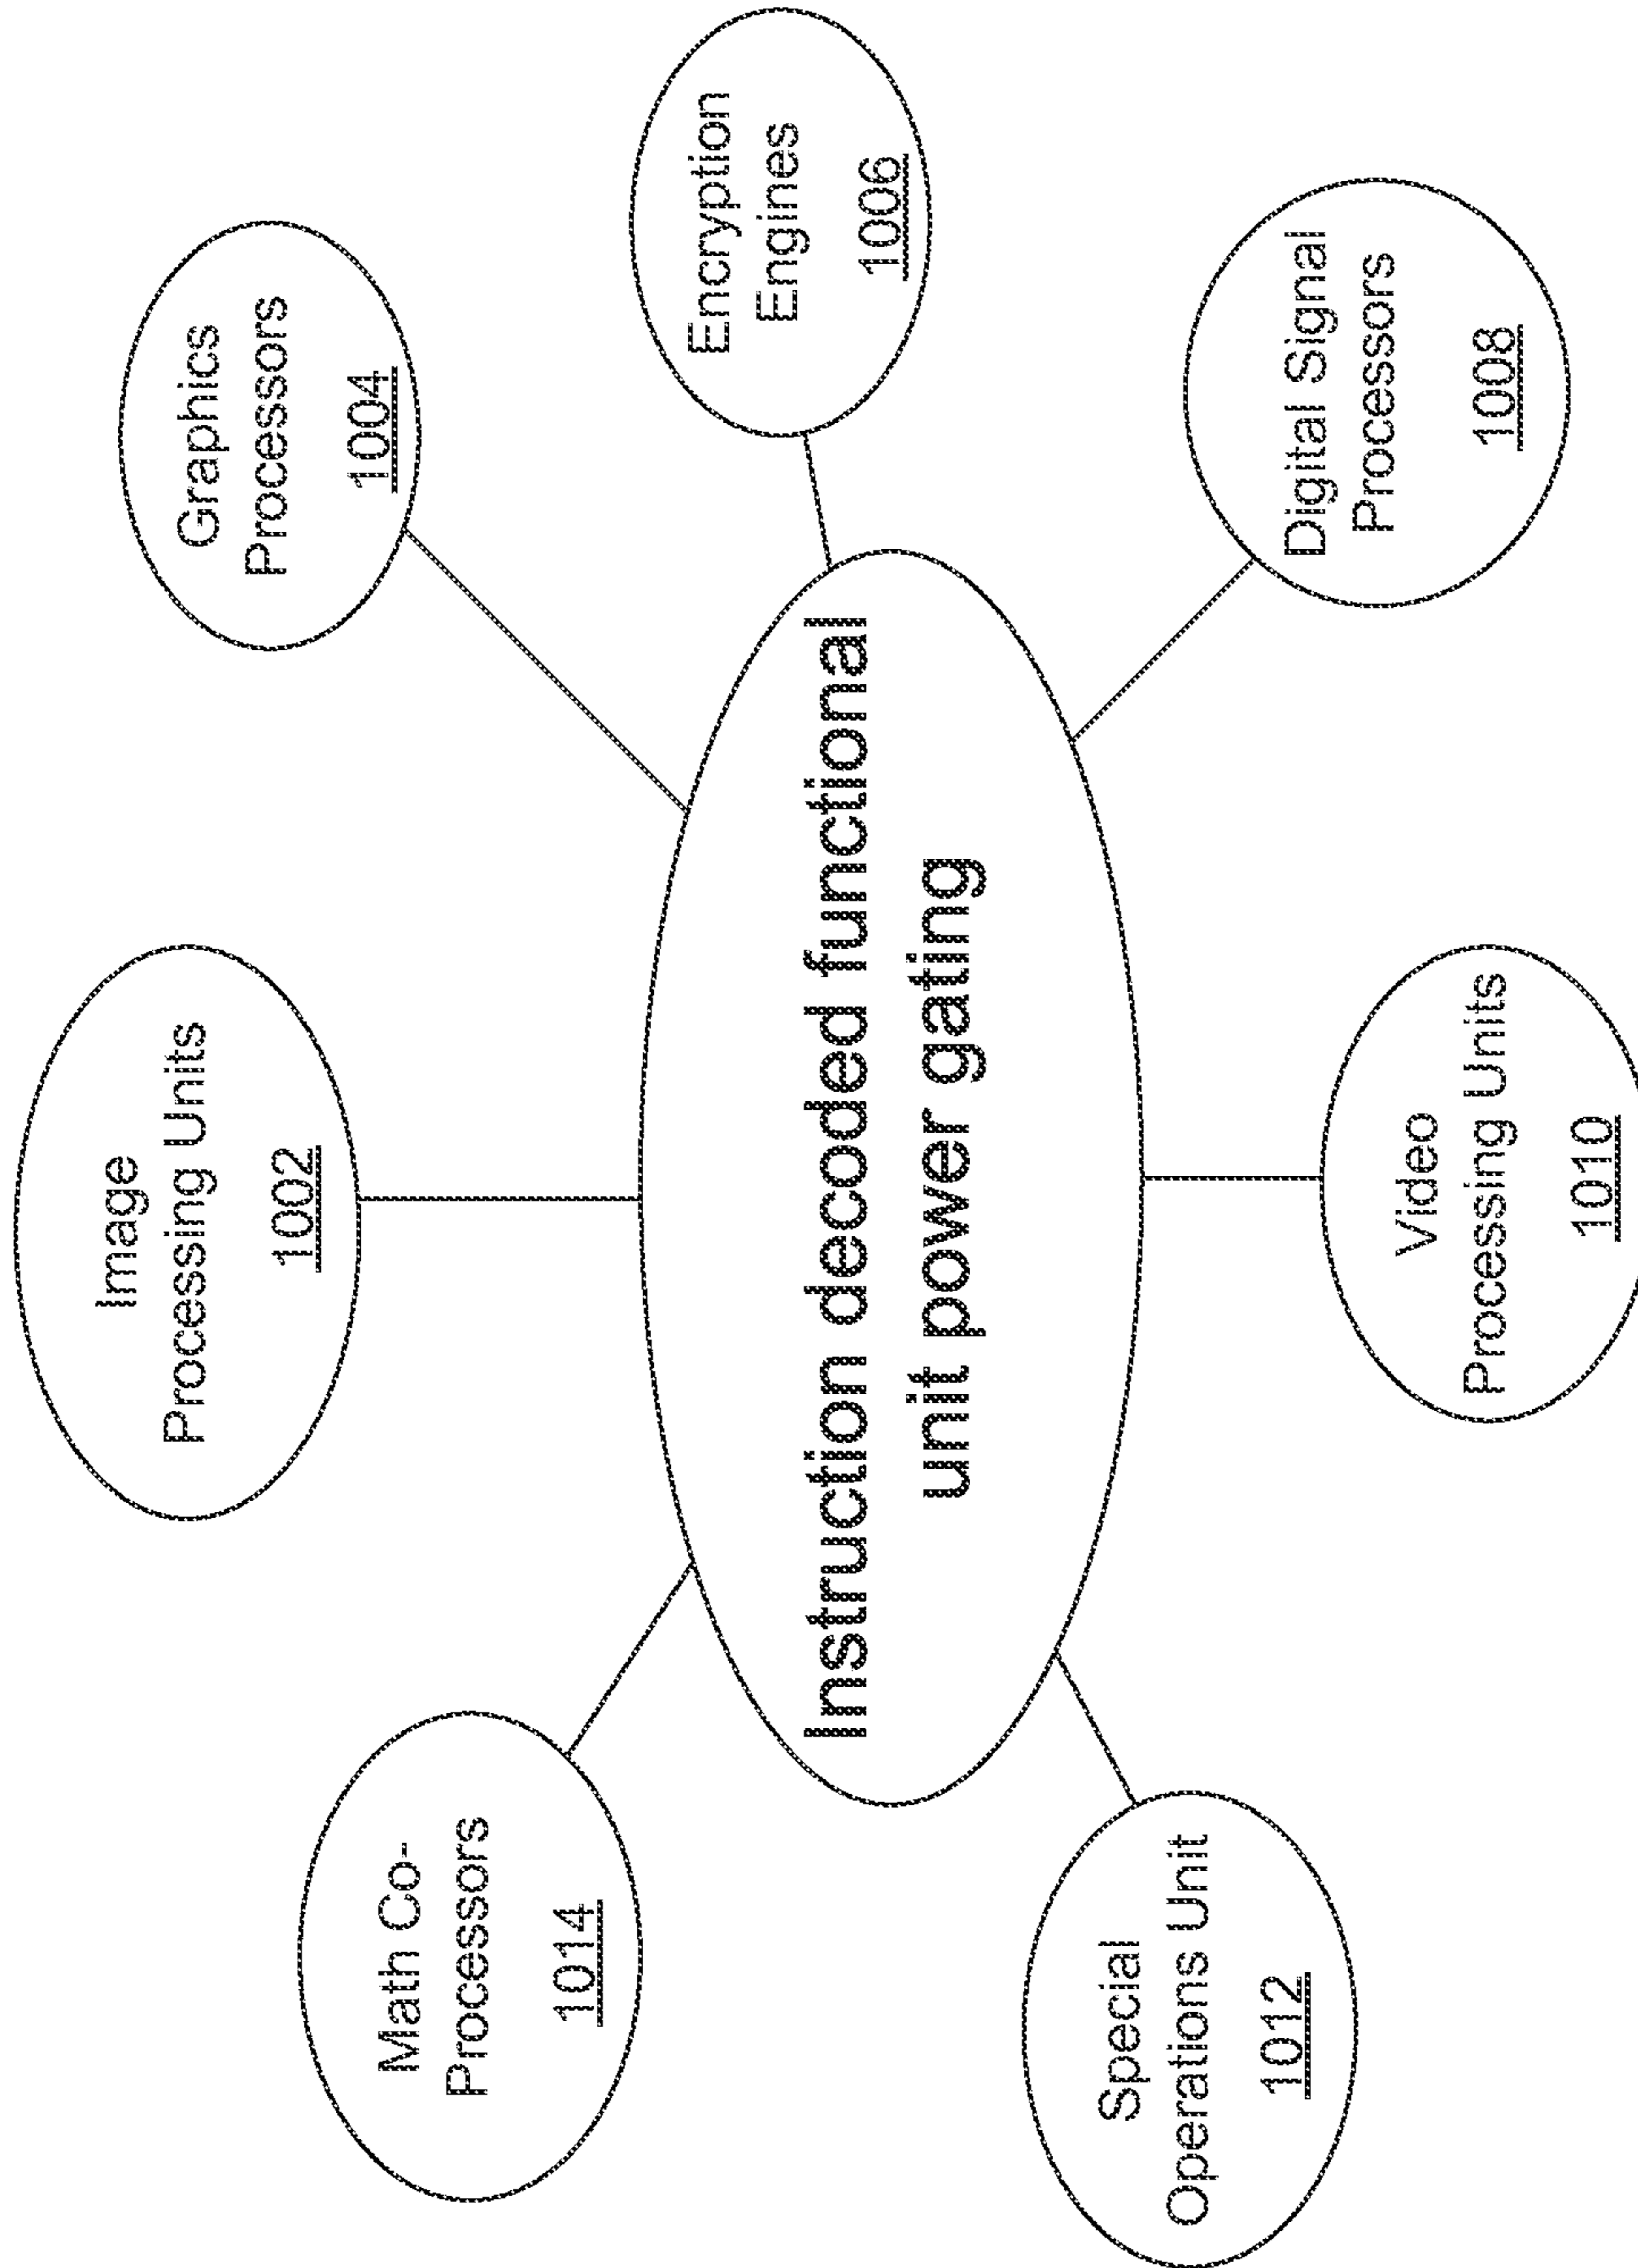 Image
Processing Units
1002
Graphics
Processors
1004
Encryption
Engines
1006
Digital Signal
Processors
1008
Video
Processing Units
1010
Special
Operations Unit
1012
Math Co-
Processors
1014
Instruction decoded functional
unit power gating